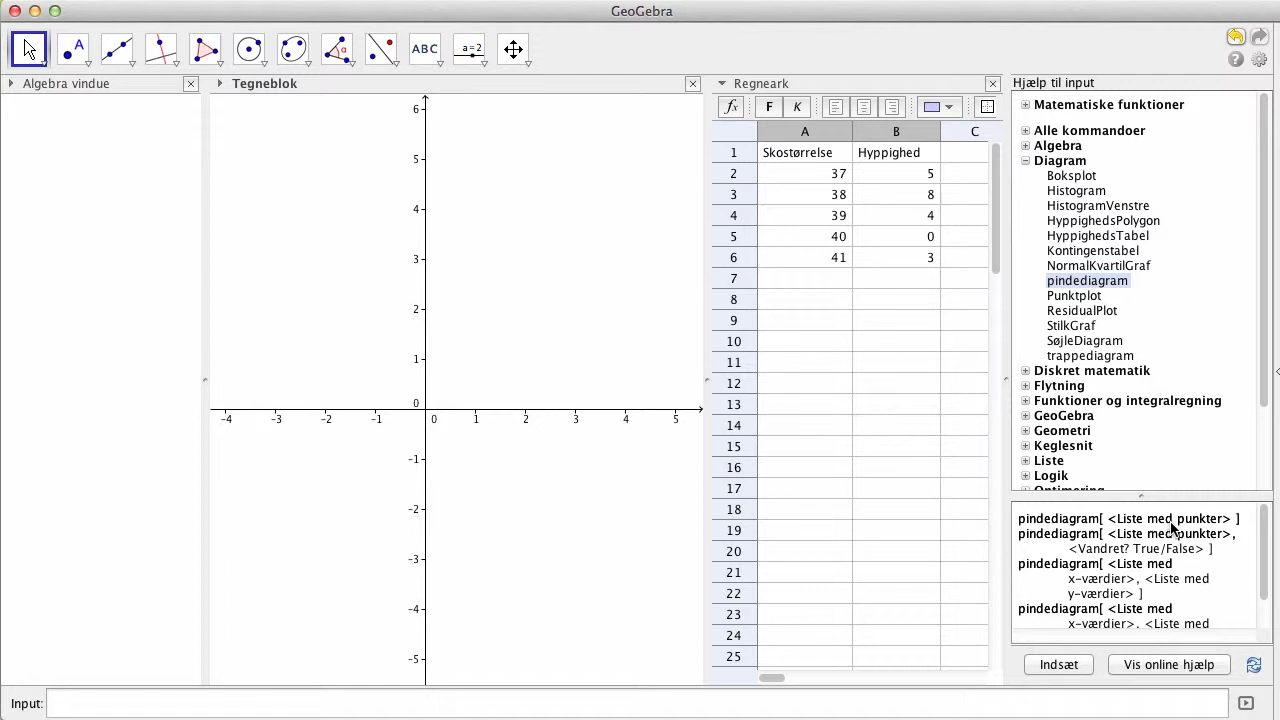 GeoGebra
A
α
ABC
a=2
Algebra vindue
Tegneblok
Regneark
Hjælp til input
fx F K
A B C
1 Skostørrelse Hyppighed
2 37 5
3 38 8
4 39 4
5 40 0
6 41 3
7
8
9
10
11
12
13
14
15
16
17
18
19
20
21
22
23
24
25
6
5
4
3
2
1
0
-1
-2
-3
-4
-5
-4 -3 -2 -1 0 1 2 3 4 5
Matematiske funktioner
Alle kommandoer
Algebra
Diagram
Boksplot
Histogram
HistogramVenstre
HyppighedsPolygon
HyppighedsTabel
Kontingenstabel
NormalKvartilGraf
pindediagram
Punktplot
ResidualPlot
StilkGraf
SøjleDiagram
trappediagram
Diskret matematik
Flytning
Funktioner og integralregning
GeoGebra
Geometri
Keglesnit
Liste
Logik
Optimering
pindediagram[ <Liste med punkter> ]
pindediagram[ <Liste med punkter>,
<Vandret? True/False> ]
pindediagram[ <Liste med
x-værdier>, <Liste med
y-værdier> ]
pindediagram[ <Liste med
x-værdier>, <Liste med
Indsæt
Vis online hjælp
Input: